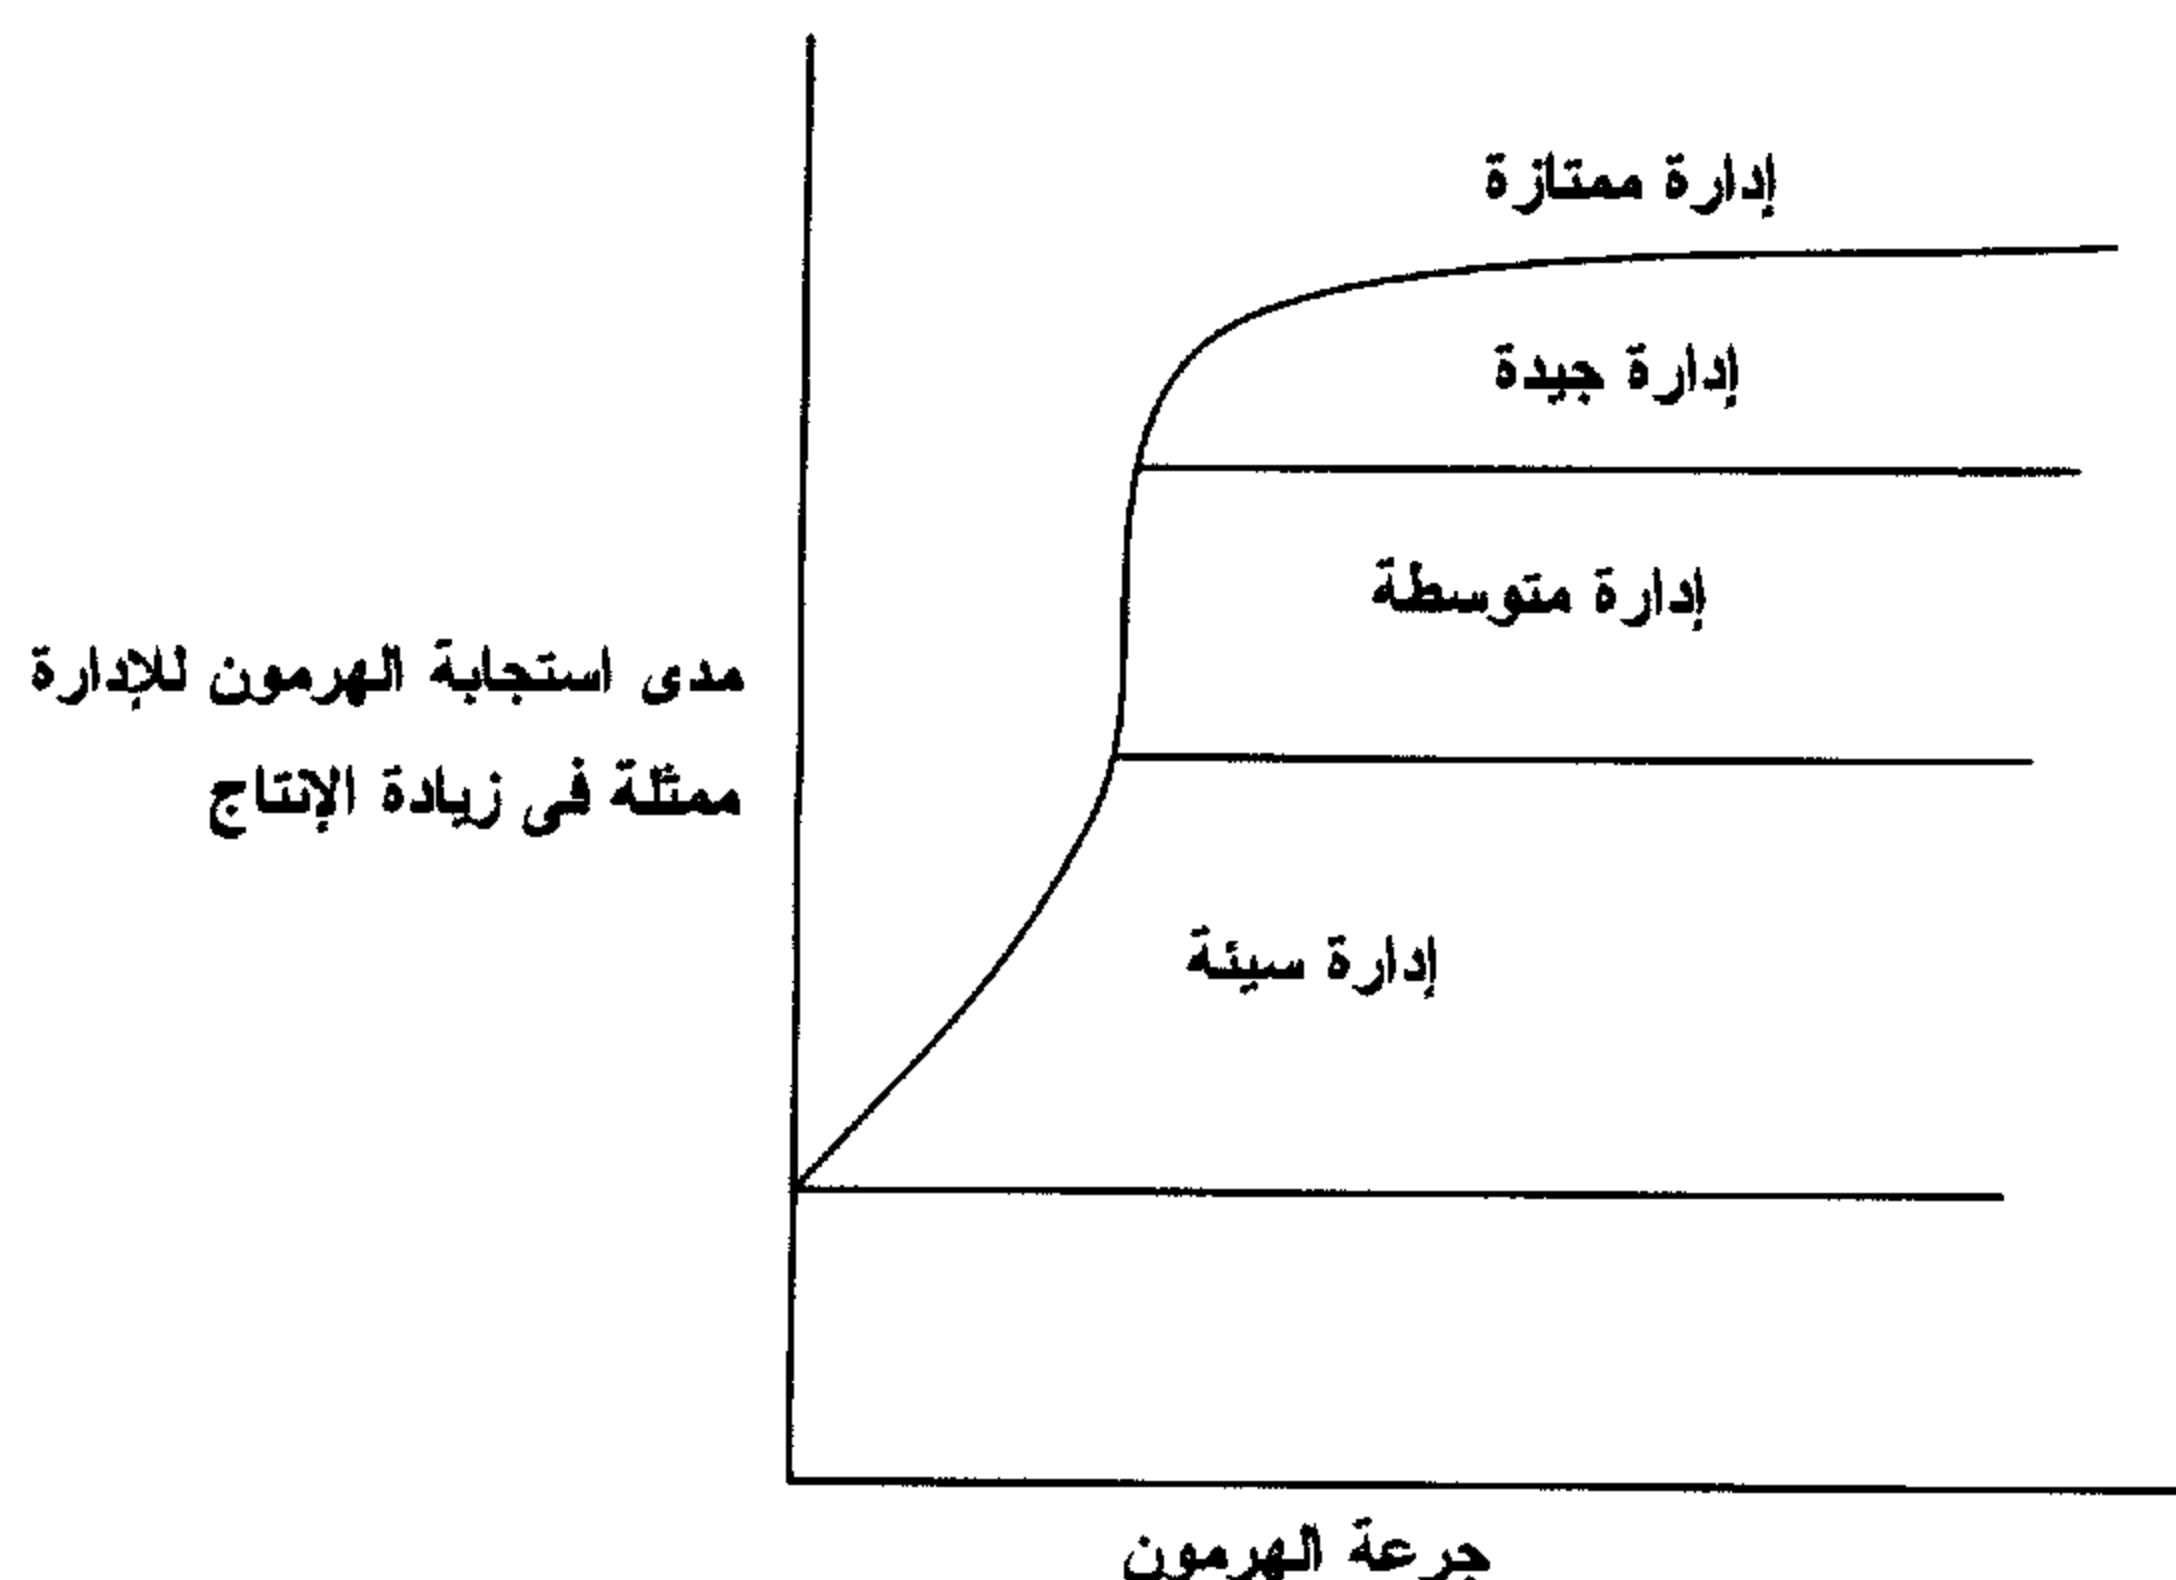 إدارة ممتازة
إدارة جيدة
إدارة متوسطة
مدى استجابة الهرمون للإدارة
ممثلة فى زيادة الإنتاج
إدارة سيئة
جرعة الهرمون